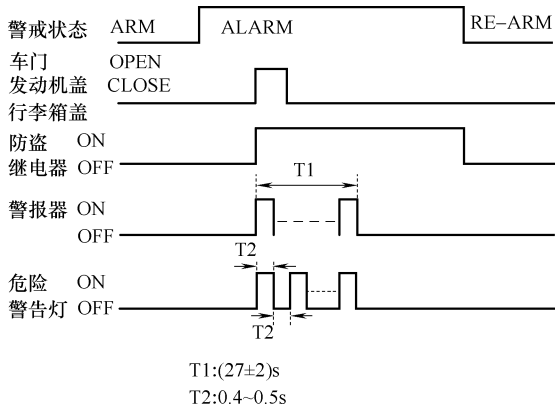 警戒状态 ARM ALARM RE-ARM
车门 OPEN
发动机盖 CLOSE
行李箱盖
防盗 ON
继电器 OFF
T1
警报器 ON
OFF
T2
危险 ON
警告灯 OFF
T2
T1:(27±2)s
T2:0.4~0.5s